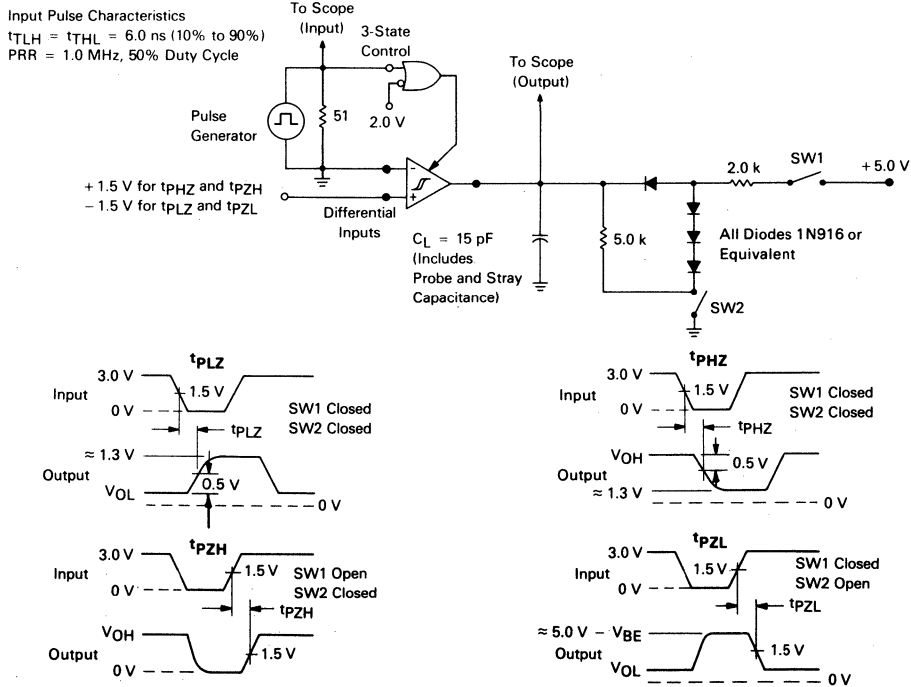 Input Pulse Characteristics
tTLH = tTHL = 6.0 ns (10% to 90%)
PRR = 1.0 MHz, 50% Duty Cycle
To Scope
(Input)
3-State
Control
To Scope
(Output)
Pulse
Generator
51
2.0 V
2.0 k
SW1
+5.0 V
+1.5 V for tPHZ and tPZH
-1.5 V for tPLZ and tPZL
-
+
Differential
Inputs
CL = 15 pF
(Includes
Probe and Stray
Capacitance)
5.0 k
All Diodes 1N916 or
Equivalent
SW2
tPLZ
3.0 V
Input
1.5 V
0 V
SW1 Closed
SW2 Closed
tPLZ
≈ 1.3 V
Output
0.5 V
VOL
0 V
tPHZ
3.0 V
Input
1.5 V
0 V
SW1 Closed
SW2 Closed
tPHZ
VOH
0.5 V
Output
≈ 1.3 V
0 V
tPZH
3.0 V
Input
1.5 V
0 V
SW1 Open
SW2 Closed
tPZH
VOH
Output
1.5 V
0 V
tPZL
3.0 V
Input
1.5 V
0 V
SW1 Closed
SW2 Open
tPZL
≈ 5.0 V - VBE
Output
1.5 V
VOL
0 V